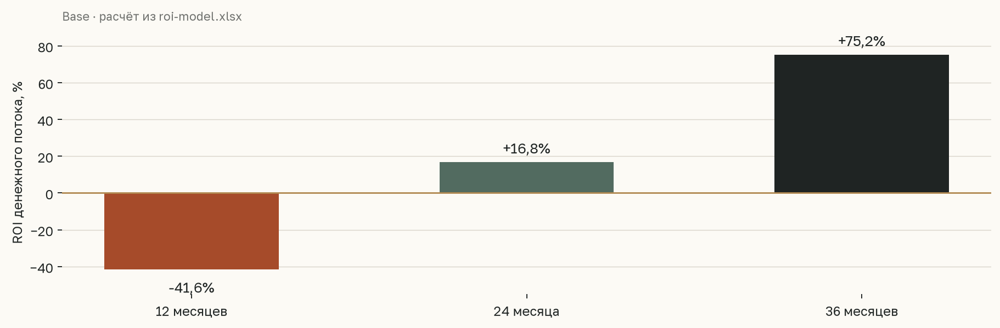 Base · расчёт из roi-model.xlsx
ROI денежного потока, %
80
60
40
20
0
−20
−40
-41,6%
+16,8%
+75,2%
12 месяцев
24 месяца
36 месяцев